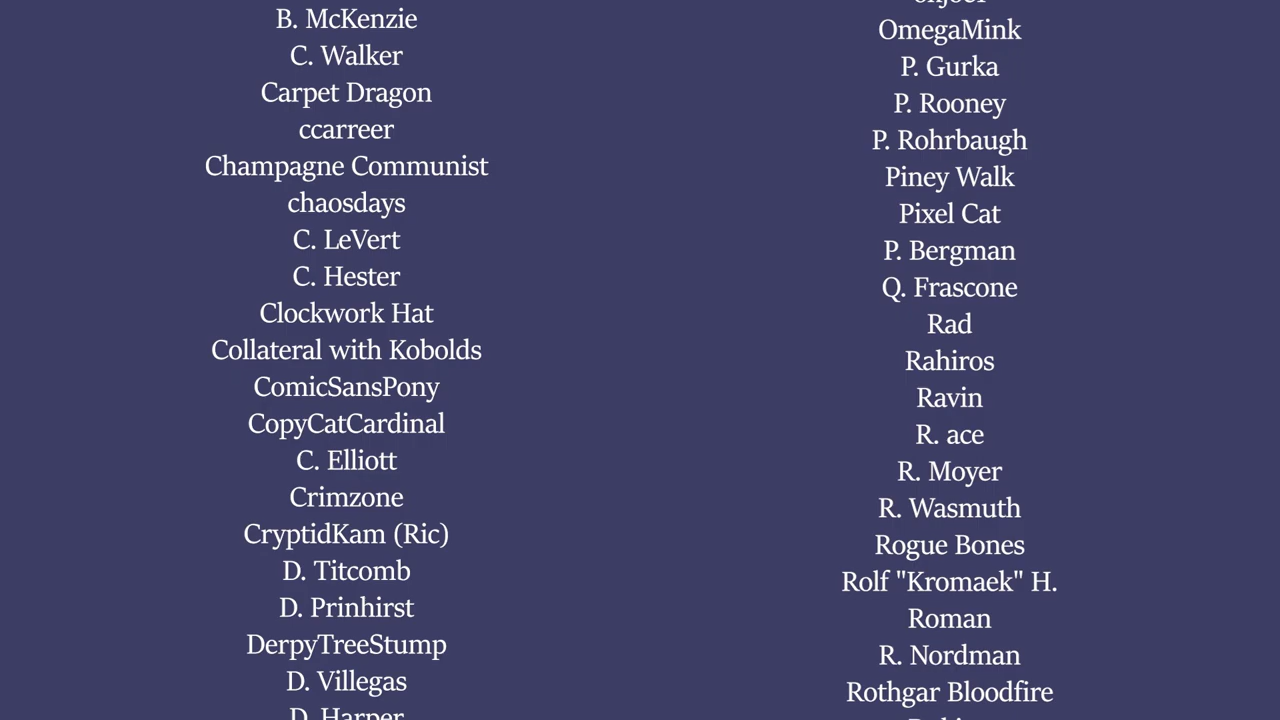 B. McKenzie
C. Walker
Carpet Dragon
ccarreer
Champagne Communist
chaosdays
C. LeVert
C. Hester
Clockwork Hat
Collateral with Kobolds
ComicSansPony
CopyCatCardinal
C. Elliott
Crimzone
CryptidKam (Ric)
D. Titcomb
D. Prinhirst
DerpyTreeStump
D. Villegas
D. Harper
OmegaMink
P. Gurka
P. Rooney
P. Rohrbaugh
Piney Walk
Pixel Cat
P. Bergman
Q. Frascone
Rad
Rahiros
Ravin
R. ace
R. Moyer
R. Wasmuth
Rogue Bones
Rolf "Kromaek" H.
Roman
R. Nordman
Rothgar Bloodfire